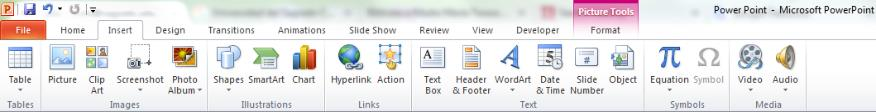 Picture Tools
Power Point - Microsoft PowerPoint
File Home Insert Design Transitions Animations Slide Show Review View Developer Format
Table Picture Clip Art Screenshot Photo Album Shapes SmartArt Chart Hyperlink Action Text Box Header & Footer WordArt Date & Time Slide Number Object Equation Symbol Video Audio
Tables Images Illustrations Links Text Symbols Media